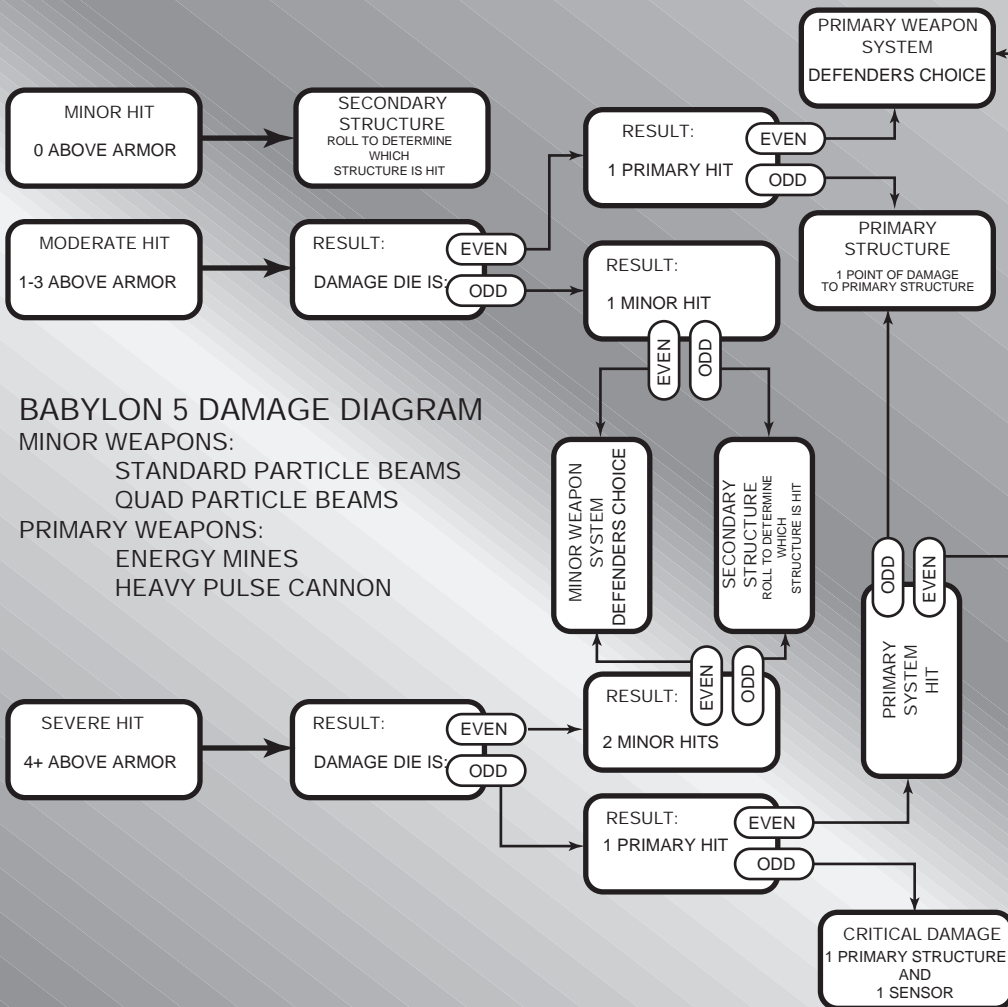 PRIMARY WEAPON
SYSTEM
DEFENDERS CHOICE
MINOR HIT
0 ABOVE ARMOR
SECONDARY
STRUCTURE
ROLL TO DETERMINE
WHICH
STRUCTURE IS HIT
RESULT:
1 PRIMARY HIT
EVEN
ODD
MODERATE HIT
1-3 ABOVE ARMOR
RESULT:
DAMAGE DIE IS:
EVEN
ODD
RESULT:
1 MINOR HIT
EVEN
ODD
PRIMARY
STRUCTURE
1 POINT OF DAMAGE
TO PRIMARY STRUCTURE
BABYLON 5 DAMAGE DIAGRAM
MINOR WEAPONS:
STANDARD PARTICLE BEAMS
QUAD PARTICLE BEAMS
PRIMARY WEAPONS:
ENERGY MINES
HEAVY PULSE CANNON
MINOR WEAPON
SYSTEM
DEFENDERS CHOICE
SECONDARY
STRUCTURE
ROLL TO DETERMINE
WHICH
STRUCTURE IS HIT
ODD
EVEN
PRIMARY
SYSTEM
HIT
SEVERE HIT
4+ ABOVE ARMOR
RESULT:
DAMAGE DIE IS:
EVEN
ODD
RESULT:
2 MINOR HITS
EVEN
ODD
RESULT:
1 PRIMARY HIT
EVEN
ODD
CRITICAL DAMAGE
1 PRIMARY STRUCTURE
AND
1 SENSOR